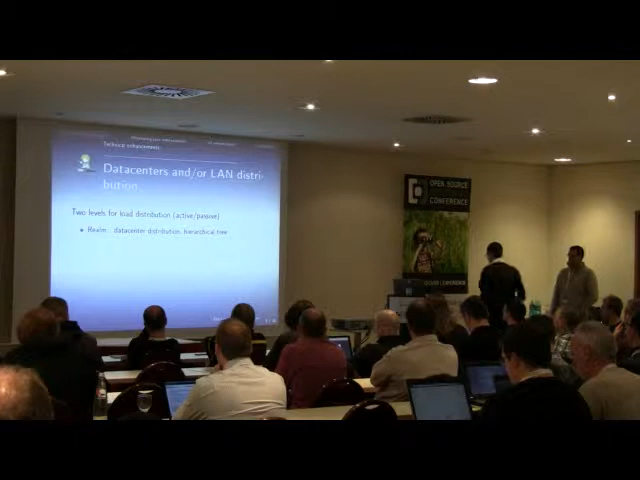 Technical enhancements
Datacenters and/or LAN distri-
bution
Two levels for load distribution (active/passive)
Realm : datacenter distribution, hierarchical tree
OPEN SOURCE
CONFERENCE